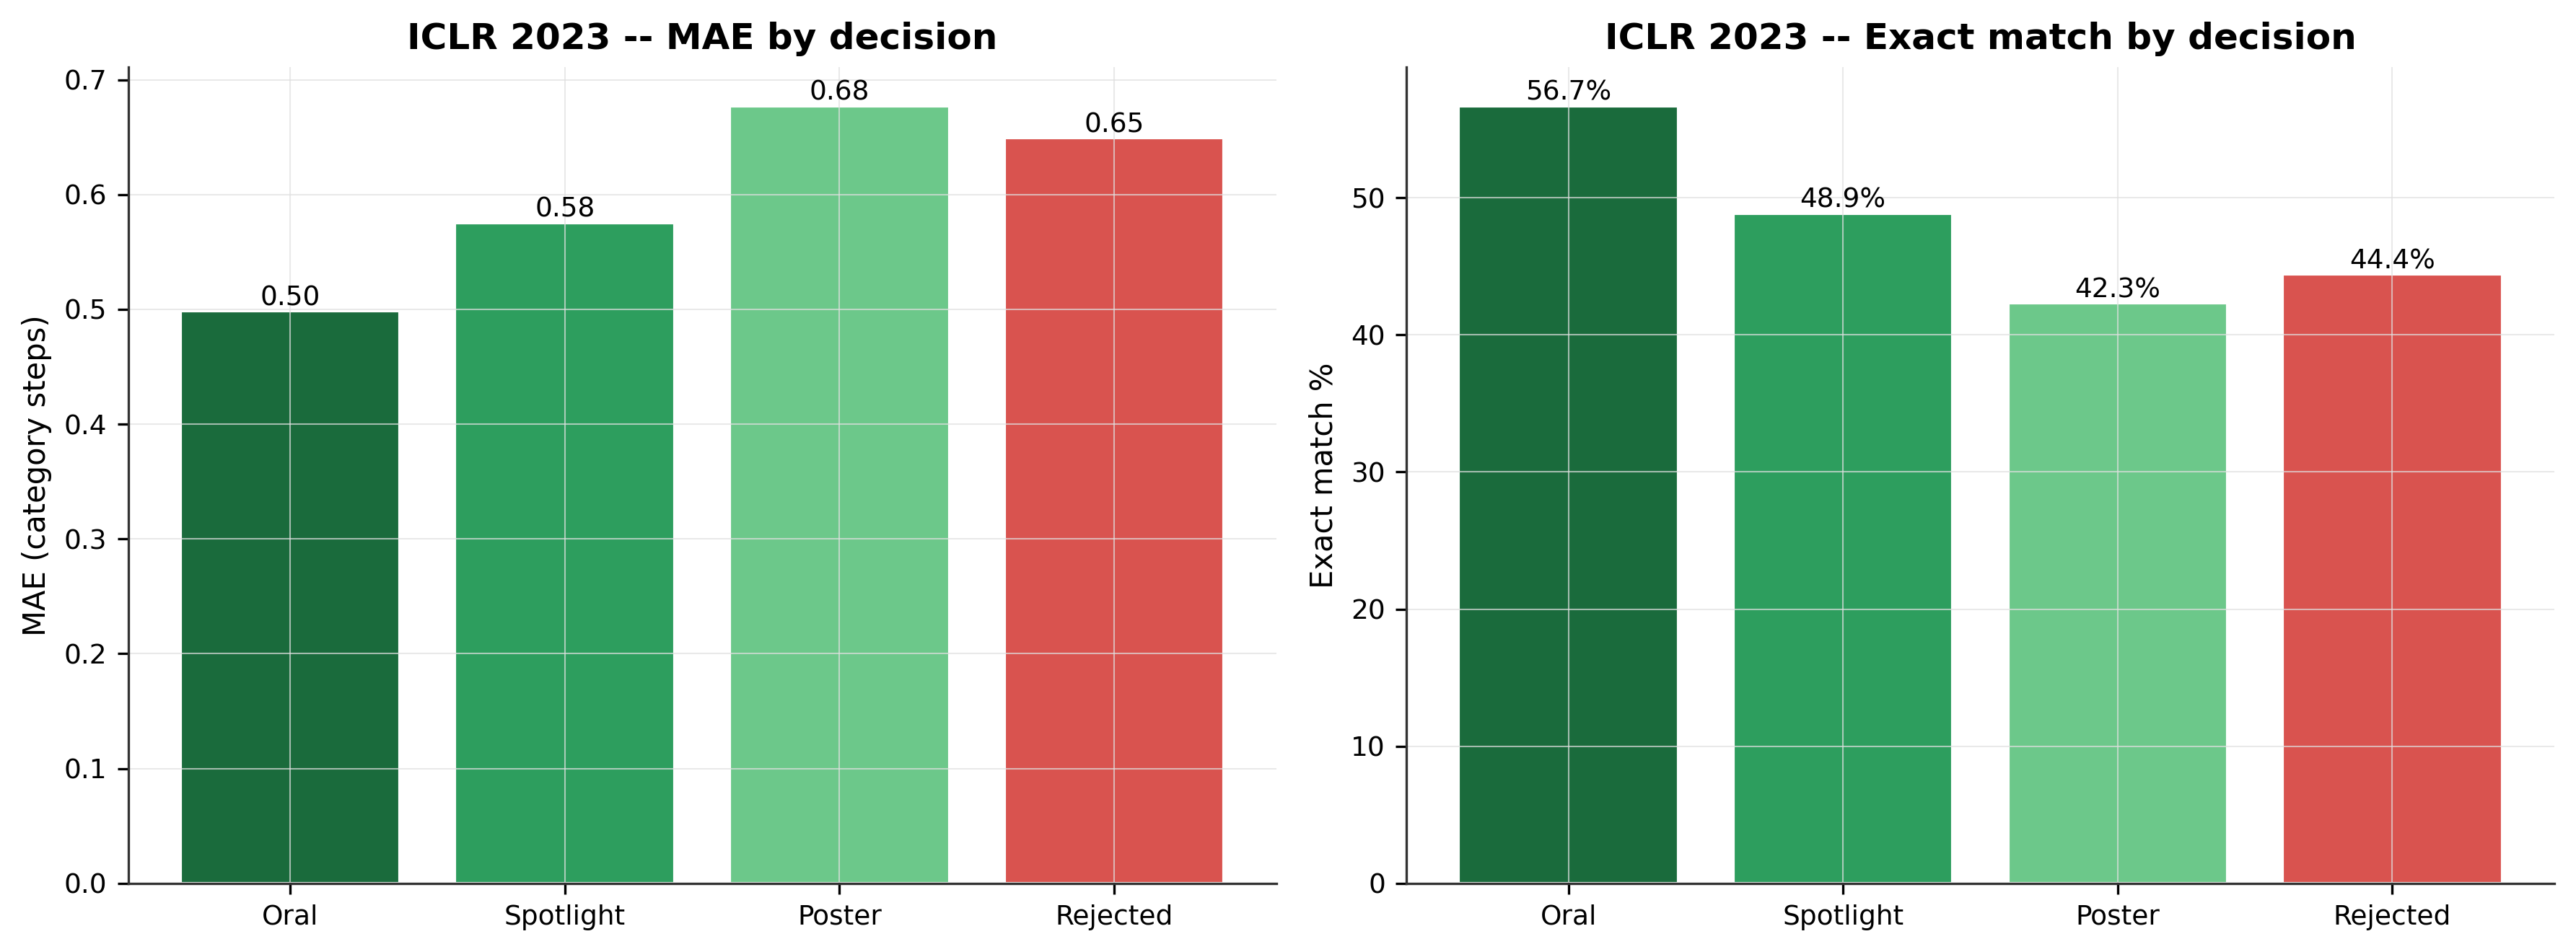 ICLR 2023 -- MAE by decision
MAE (category steps)
0.7
0.6
0.5
0.4
0.3
0.2
0.1
0.0
0.50
0.58
0.68
0.65
Oral
Spotlight
Poster
Rejected
ICLR 2023 -- Exact match by decision
Exact match %
50
40
30
20
10
0
56.7%
48.9%
42.3%
44.4%
Oral
Spotlight
Poster
Rejected